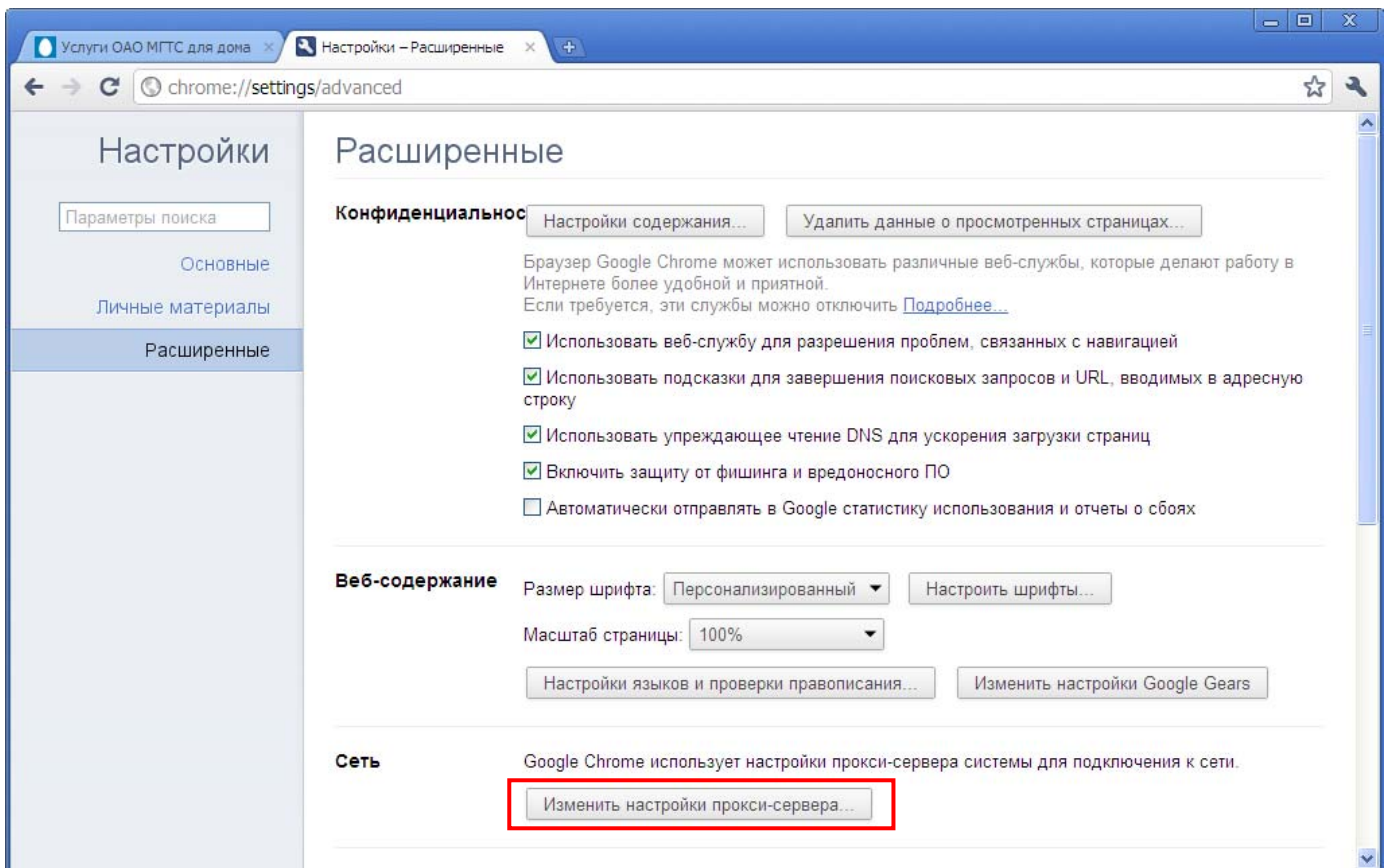 Услуги ОАО МГТС для дома
Настройки – Расширенные
chrome://settings/advanced
Настройки
Параметры поиска
Основные
Личные материалы
Расширенные
Расширенные
Конфиденциальнос
Настройки содержания...
Удалить данные о просмотренных страницах...
Браузер Google Chrome может использовать различные веб-службы, которые делают работу в
Интернете более удобной и приятной.
Если требуется, эти службы можно отключить Подробнее...
Использовать веб-службу для разрешения проблем, связанных с навигацией
Использовать подсказки для завершения поисковых запросов и URL, вводимых в адресную
строку
Использовать упреждающее чтение DNS для ускорения загрузки страниц
Включить защиту от фишинга и вредоносного ПО
Автоматически отправлять в Google статистику использования и отчеты о сбоях
Веб-содержание
Размер шрифта: Персонализированный
Настроить шрифты...
Масштаб страницы: 100%
Настройки языков и проверки правописания...
Изменить настройки Google Gears
Сеть
Google Chrome использует настройки прокси-сервера системы для подключения к сети.
Изменить настройки прокси-сервера...